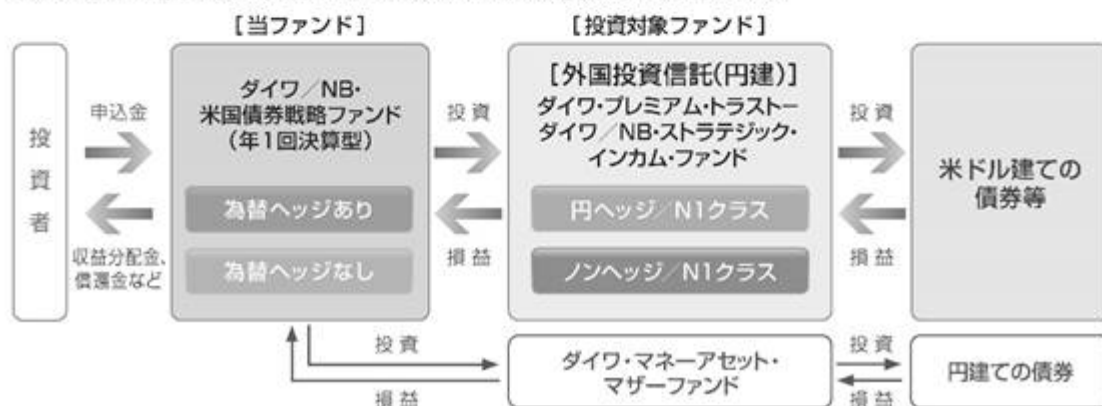 [当ファンド]
[投資対象ファンド]
投資者
申込金
収益分配金、
償還金など
ダイワ/NB・
米国債券戦略ファンド
(年1回決算型)
為替ヘッジあり
為替ヘッジなし
投資
損益
[外国投資信託(円建)]
ダイワ・プレミアム・トラスト−
ダイワ/NB・ストラテジック・
インカム・ファンド
円ヘッジ/N1クラス
ノンヘッジ/N1クラス
投資
損益
米ドル建ての
債券等
投資
損益
ダイワ・マネーアセット・
マザーファンド
投資
損益
円建ての債券